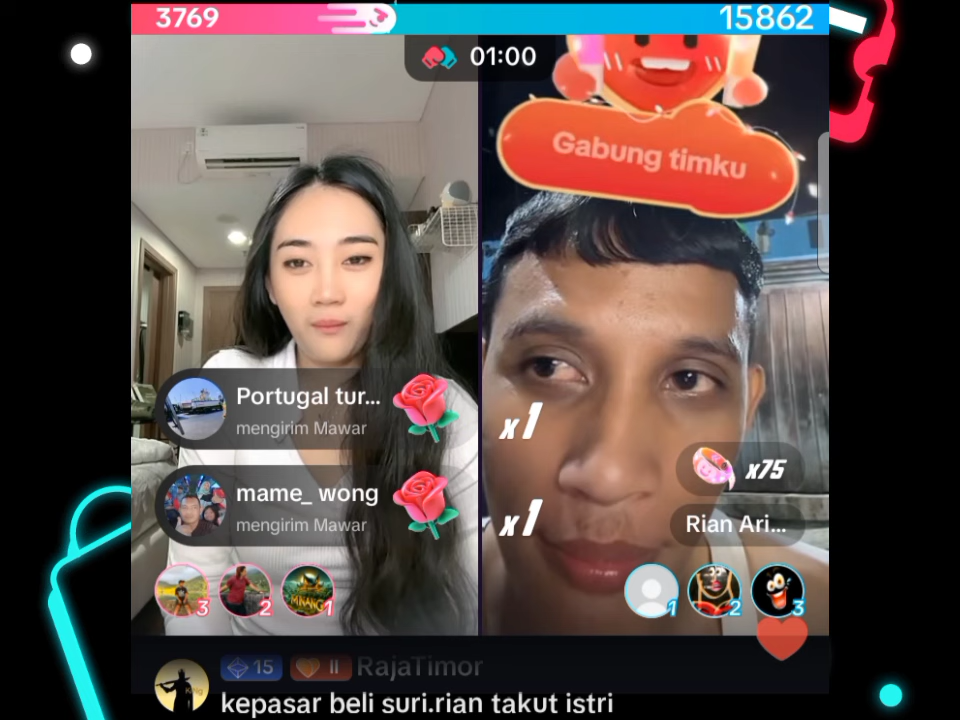 3769
15862
01:00
Gabung timku
Portugal tur...
mengirim Mawar
x1
x75
mame_ wong
mengirim Mawar
x1
Rian Ari...
3
2
1
1
2
3
15
II
RajaTimor
kepasar beli suri.rian takut istri